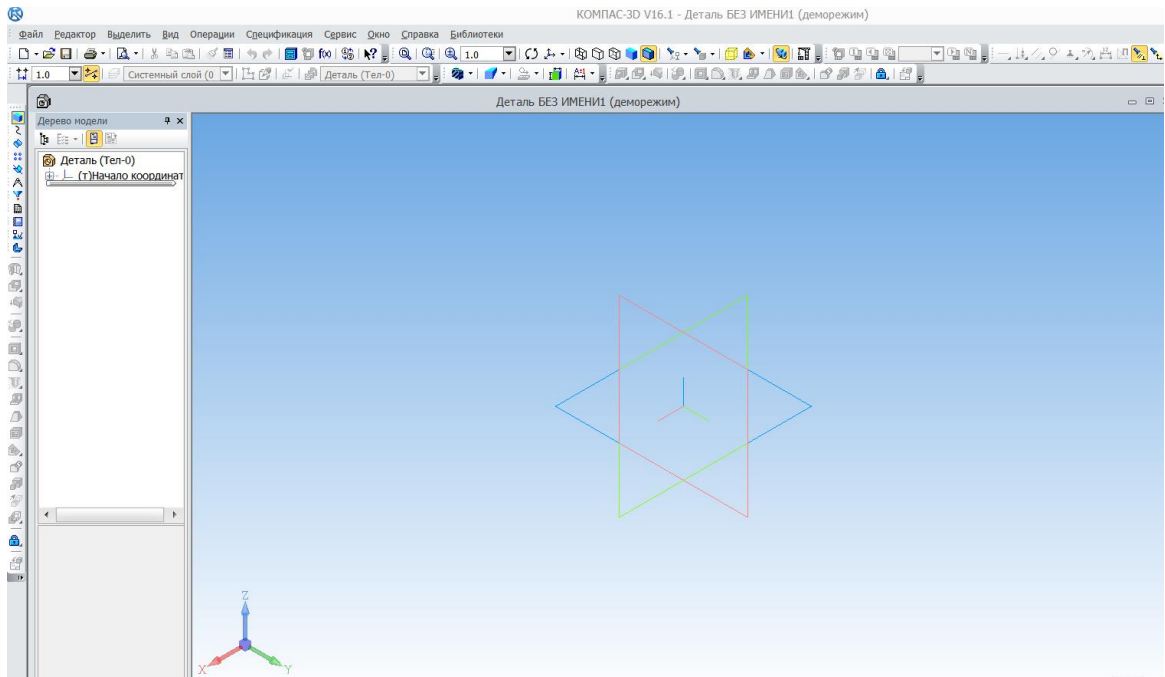 КОМПАС-3D V16.1 - Деталь БЕЗ ИМЕНИ1 (деморежим)
Файл Редактор Выделить Вид Операции Спецификация Сервис Окно Справка Библиотеки
1.0
1.0 Системный слой (0 Деталь (Тел-0)
Деталь БЕЗ ИМЕНИ1 (деморежим)
Дерево модели
Деталь (Тел-0)
(т)Начало координат
Z
X Y